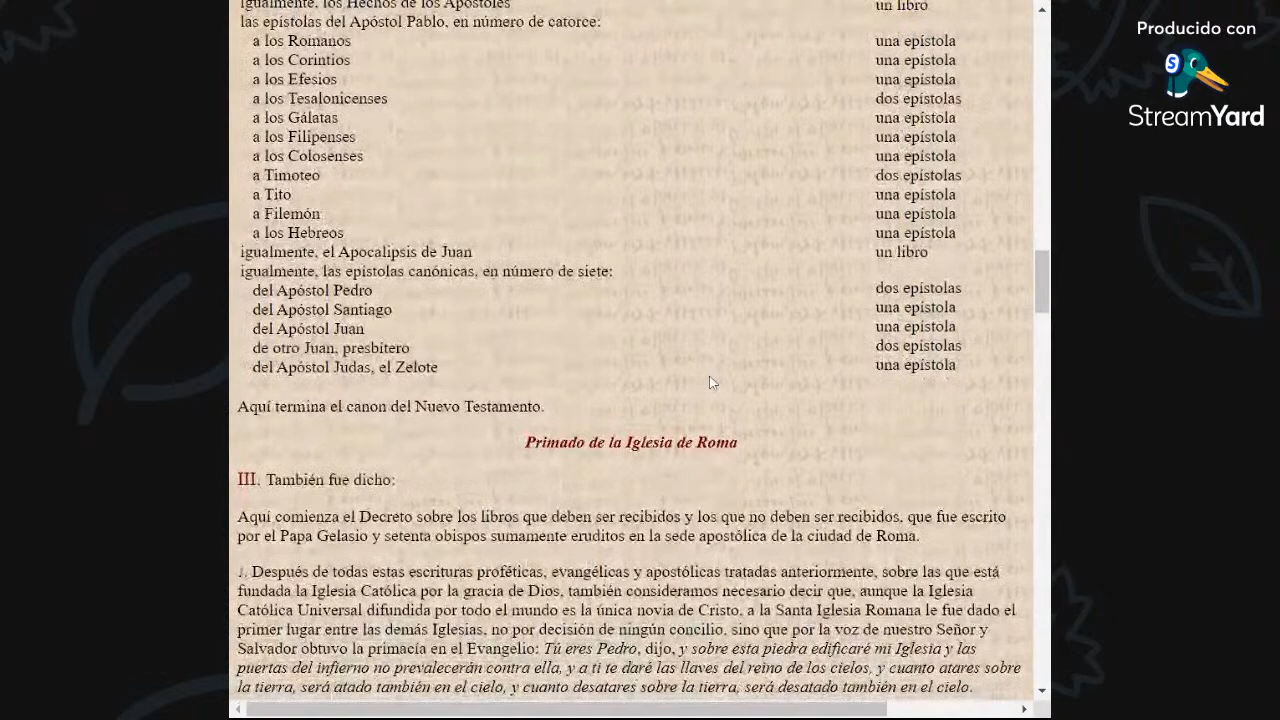 igualmente, los Hechos de los Apóstoles un libro
las epístolas del Apóstol Pablo, en número de catorce:
a los Romanos una epístola
a los Corintios una epístola
a los Efesios una epístola
a los Tesalonicenses dos epístolas
a los Gálatas una epístola
a los Filipenses una epístola
a los Colosenses una epístola
a Timoteo dos epístolas
a Tito una epístola
a Filemón una epístola
a los Hebreos una epístola
igualmente, el Apocalipsis de Juan un libro
igualmente, las epístolas canónicas, en número de siete:
del Apóstol Pedro dos epístolas
del Apóstol Santiago una epístola
del Apóstol Juan una epístola
de otro Juan, presbítero dos epístolas
del Apóstol Judas, el Zelote una epístola
Aquí termina el canon del Nuevo Testamento.
Primado de la Iglesia de Roma
III. También fue dicho:
Aquí comienza el Decreto sobre los libros que deben ser recibidos y los que no deben ser recibidos, que fue escrito
por el Papa Gelasio y setenta obispos sumamente eruditos en la sede apostólica de la ciudad de Roma.
1. Después de todas estas escrituras proféticas, evangélicas y apostólicas tratadas anteriormente, sobre las que está
fundada la Iglesia Católica por la gracia de Dios, también consideramos necesario decir que, aunque la Iglesia
Católica Universal difundida por todo el mundo es la única novia de Cristo, a la Santa Iglesia Romana le fue dado el
primer lugar entre las demás Iglesias, no por decisión de ningún concilio, sino que por la voz de nuestro Señor y
Salvador obtuvo la primacía en el Evangelio: Tú eres Pedro, dijo, y sobre esta piedra edificaré mi Iglesia y las
puertas del infierno no prevalecerán contra ella, y a ti te daré las llaves del reino de los cielos, y cuanto atares sobre
la tierra, será atado también en el cielo, y cuanto desatares sobre la tierra, será desatado también en el cielo.
Producido con
StreamYard